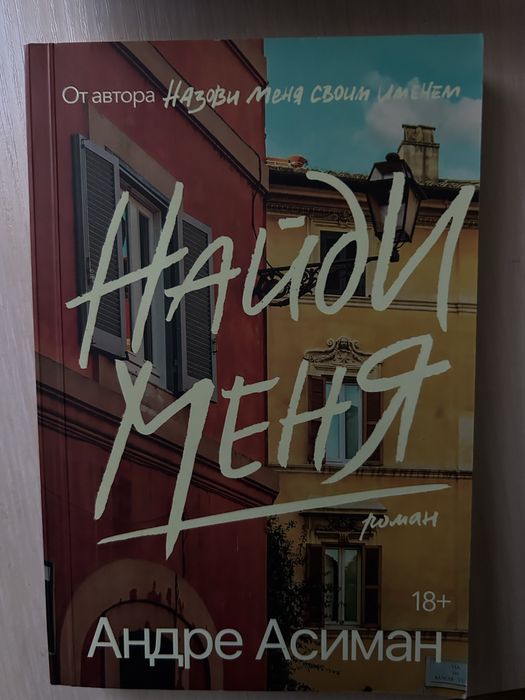 От автора Назови меня своим именем
Найди
меня
роман
18+
Андре Асиман